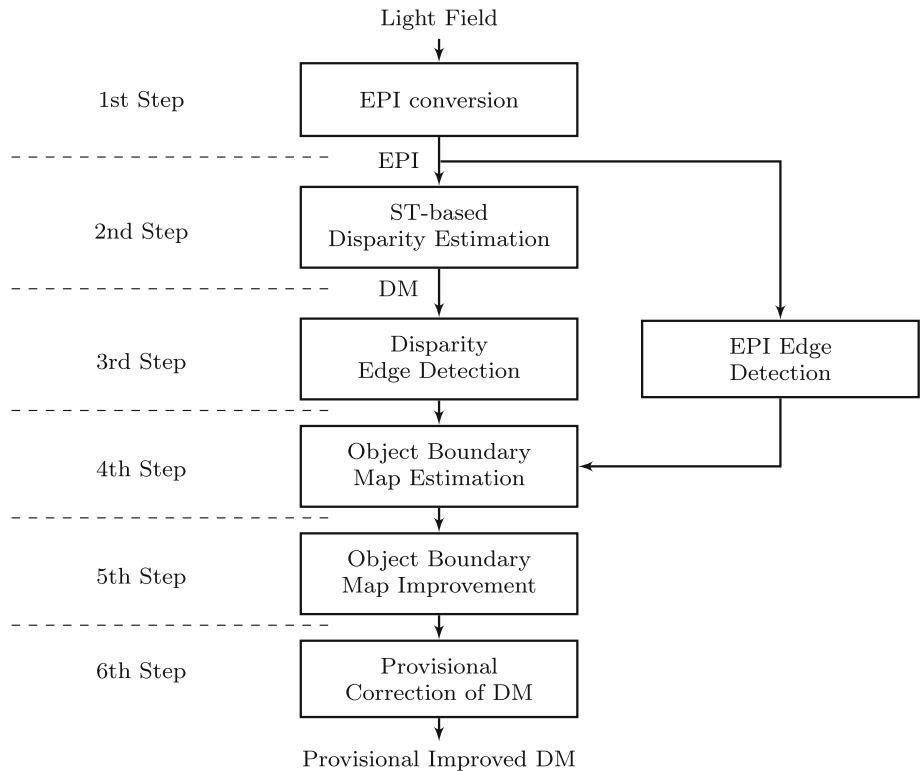 Light Field
1st Step
EPI conversion
EPI
2nd Step
ST-based
Disparity Estimation
DM
3rd Step
Disparity
Edge Detection
EPI Edge
Detection
4th Step
Object Boundary
Map Estimation
5th Step
Object Boundary
Map Improvement
6th Step
Provisional
Correction of DM
Provisional Improved DM